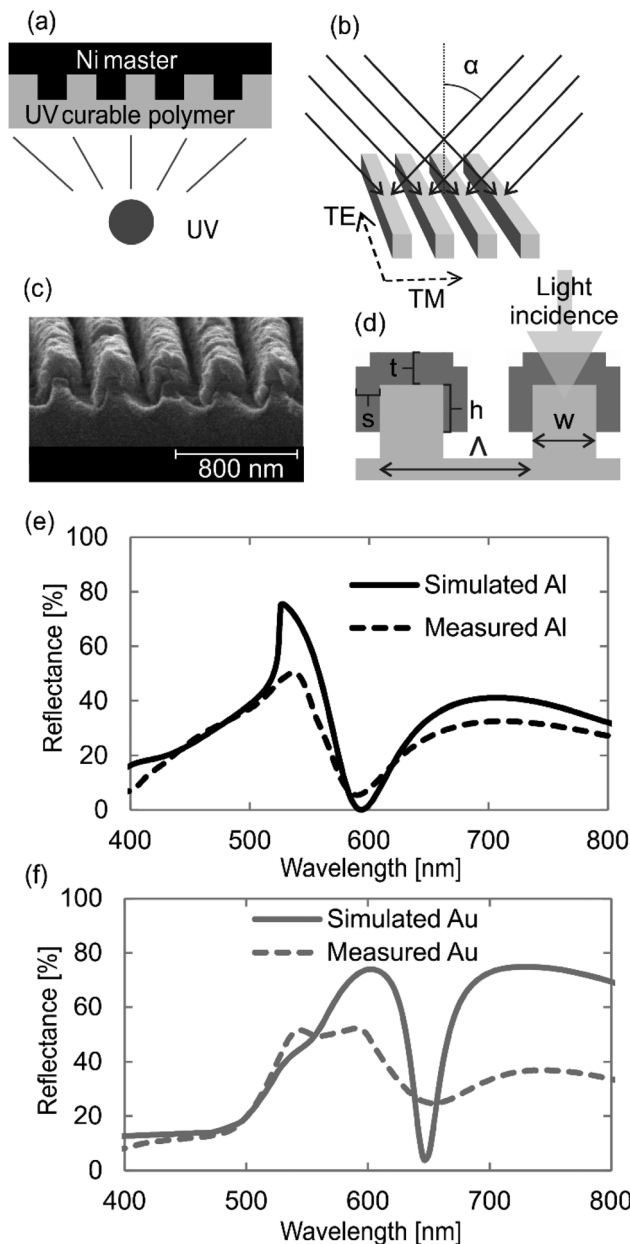 (a)
Ni master
UV curable polymer
UV
(b)
α
TE
TM
(c)
800 nm
(d)
Light
incidence
t
s
h
w
Λ
(e)
100
80
60
40
20
0
Reflectance [%]
Simulated Al
Measured Al
400
500
600
700
800
Wavelength [nm]
(f)
100
80
60
40
20
0
Reflectance [%]
Simulated Au
Measured Au
400
500
600
700
800
Wavelength [nm]